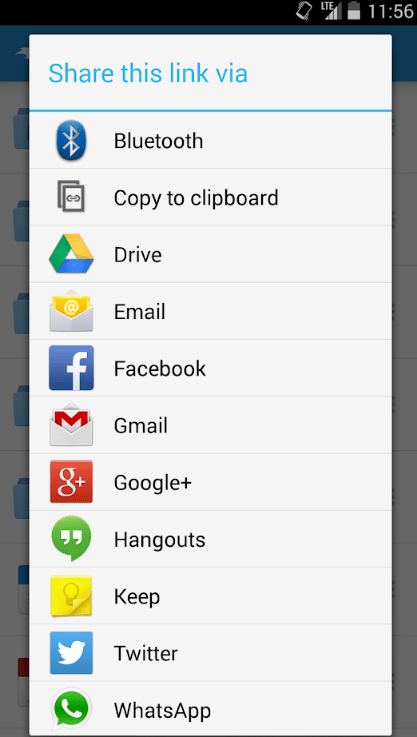 LTE 11:56
Share this link via
Bluetooth
Copy to clipboard
Drive
@
Email
f
Facebook
M
Gmail
g+
Google+
Hangouts
Keep
Twitter
WhatsApp